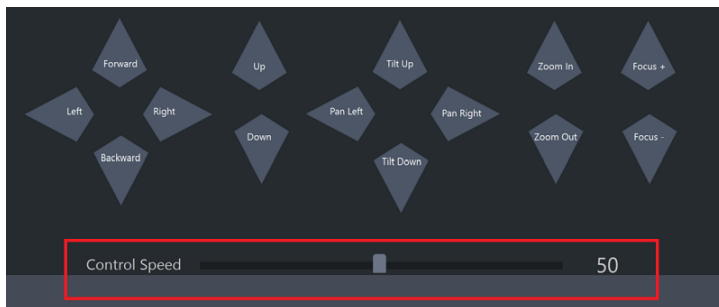 Forward
Left
Right
Backward
Up
Down
Tilt Up
Pan Left
Pan Right
Tilt Down
Zoom In
Zoom Out
Focus +
Focus -
Control Speed 50